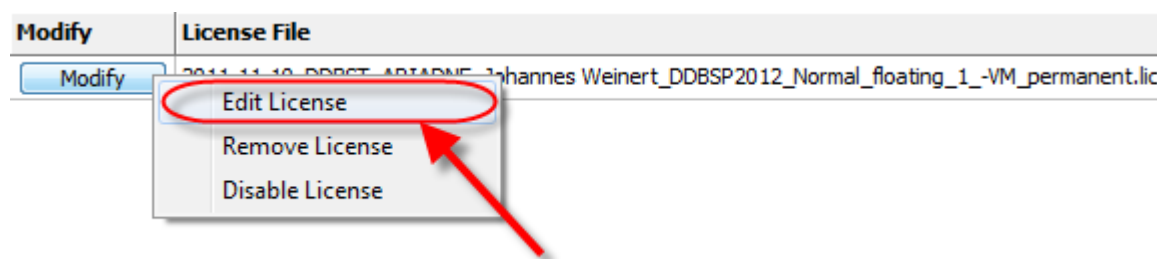 Modify License File
Modify 2011-11-10_DDBST_ARIADNE_Johannes Weinert_DDBSP2012_Normal_floating_1_-VM_permanent.lic
Edit License
Remove License
Disable License